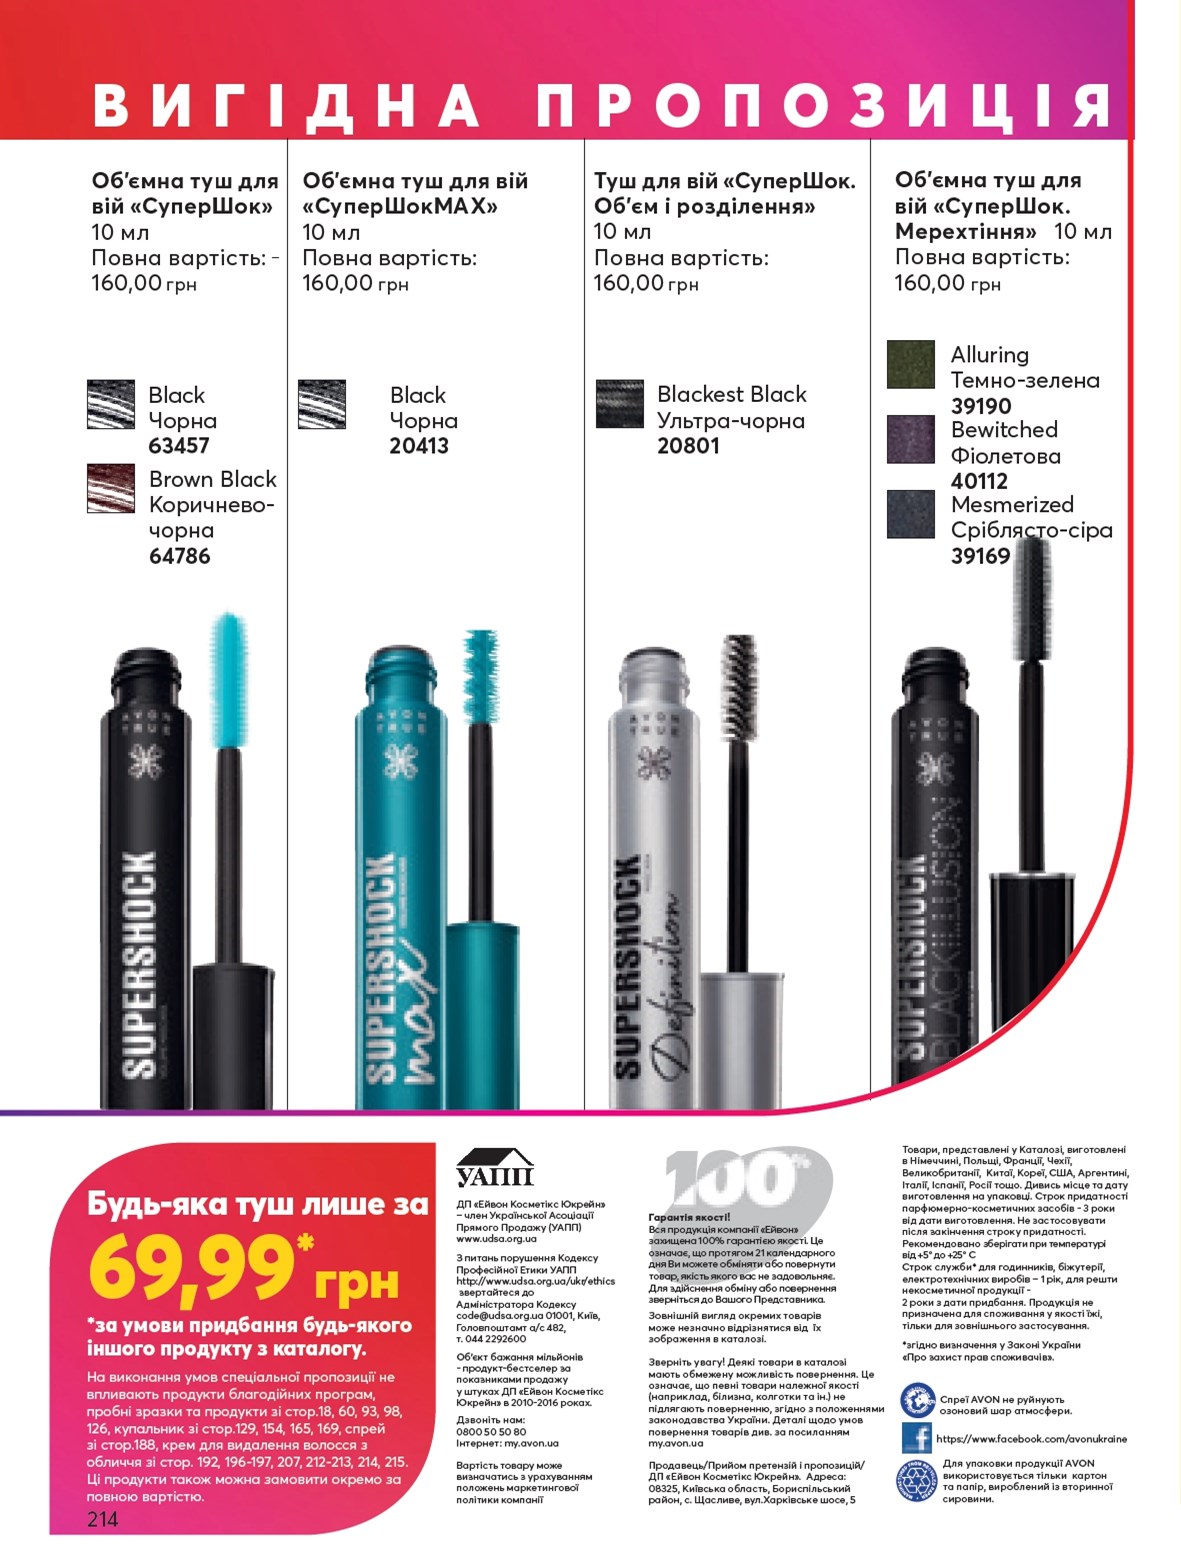 ВИГІДНА ПРОПОЗИЦІЯ
Об'ємна туш для
вій «СуперШок»
10 мл
Повна вартість: -
160,00 грн
Black
Чорна
63457
Brown Black
Коричнево-
чорна
64786
Об'ємна туш для вій
«СуперШокMAX»
10 мл
Повна вартість:
160,00 грн
Black
Чорна
20413
Туш для вій «СуперШок.
Об'єм і розділення»
10 мл
Повна вартість:
160,00 грн
Blackest Black
Ультра-чорна
20801
Об'ємна туш для
вій «СуперШок.
Мерехтіння» 10 мл
Повна вартість:
160,00 грн
Alluring
Темно-зелена
39190
Bewitched
Фіолетова
40112
Mesmerized
Сріблясто-сіра
39169
AVON
TRUE
SUPERSHOCK
AVON
TRUE
SUPERSHOCK
max
AVON
TRUE
SUPERSHOCK
Definition
AVON
TRUE
SUPERSHOCK
BLACKILLUSION
Будь-яка туш лише за
69,99* грн
*за умови придбання будь-якого
іншого продукту з каталогу.
На виконання умов спеціальної пропозиції не
впливають продукти благодійних програм,
пробні зразки та продукти зі стор.18, 60, 93, 98,
126, купальник зі стор.129, 154, 165, 169, спрей
зі стор.188, крем для видалення волосся з
обличчя зі стор. 192, 196-197, 207, 212-213, 214, 215.
Ці продукти також можна замовити окремо за
повною вартістю.
214
УАПП
ДП «Ейвон Косметікс Юкрейн»
– член Української Асоціації
Прямого Продажу (УАПП)
www.udsa.org.ua
З питань порушення Кодексу
Професійної Етики УАПП
http://www.udsa.org.ua/ukr/ethics
звертайтеся до
Адміністратора Кодексу
code@udsa.org.ua 01001, Київ,
Головпоштамт а/с 482,
т. 044 2292600
Об'єкт бажання мільйонів
- продукт-бестселер за
показниками продажу
у штуках ДП «Ейвон Косметікс
Юкрейн» в 2010-2016 роках.
Дзвоніть нам:
0800 50 50 80
Інтернет: my.avon.ua
Вартість товару може
визначатись з урахуванням
положень маркетингової
політики компанії
100%
Гарантія якості!
Вся продукція компанії «Ейвон»
захищена 100% гарантією якості. Це
означає, що протягом 21 календарного
дня Ви можете обміняти або повернути
товар, якість якого вас не задовольняє.
Для здійснення обміну або повернення
зверніться до Вашого Представника.
Зовнішній вигляд окремих товарів
може незначно відрізнятися від їх
зображення в каталозі.
Зверніть увагу! Деякі товари в каталозі
мають обмежену можливість повернення. Це
означає, що певні товари належної якості
(наприклад, білизна, колготки та ін.) не
підлягають поверненню, згідно з положеннями
законодавства України. Деталі щодо умов
повернення товарів див. за посиланням
my.avon.ua
Продавець/Прийом претензій і пропозицій/
ДП «Ейвон Косметікс Юкрейн». Адреса:
08325, Київська область, Бориспільський
район, с. Щасливе, вул.Харківське шосе, 5
Товари, представлені у Каталозі, виготовлені
в Німеччині, Польщі, Франції, Чехії,
Великобританії, Китаї, Кореї, США, Аргентині,
Італії, Іспанії, Росії тощо. Дивись місце та дату
виготовлення на упаковці. Строк придатності
парфюмерно-косметичних засобів - 3 роки
від дати виготовлення. Не застосовувати
після закінчення строку придатності.
Рекомендовано зберігати при температурі
від +5° до +25° С
Строк служби* для годинників, біжутерії,
електротехнічних виробів – 1 рік, для решти
некосметичної продукції -
2 роки з дати придбання. Продукція не
призначена для споживання у якості їжі,
тільки для зовнішнього застосування.
*згідно визначення у Законі України
«Про захист прав споживачів».
Спреї AVON не руйнують
озоновий шар атмосфери.
https://www.facebook.com/avonukraine
Для упаковки продукції AVON
використовується тільки картон
та папір, вироблений із вторинної
сировини.